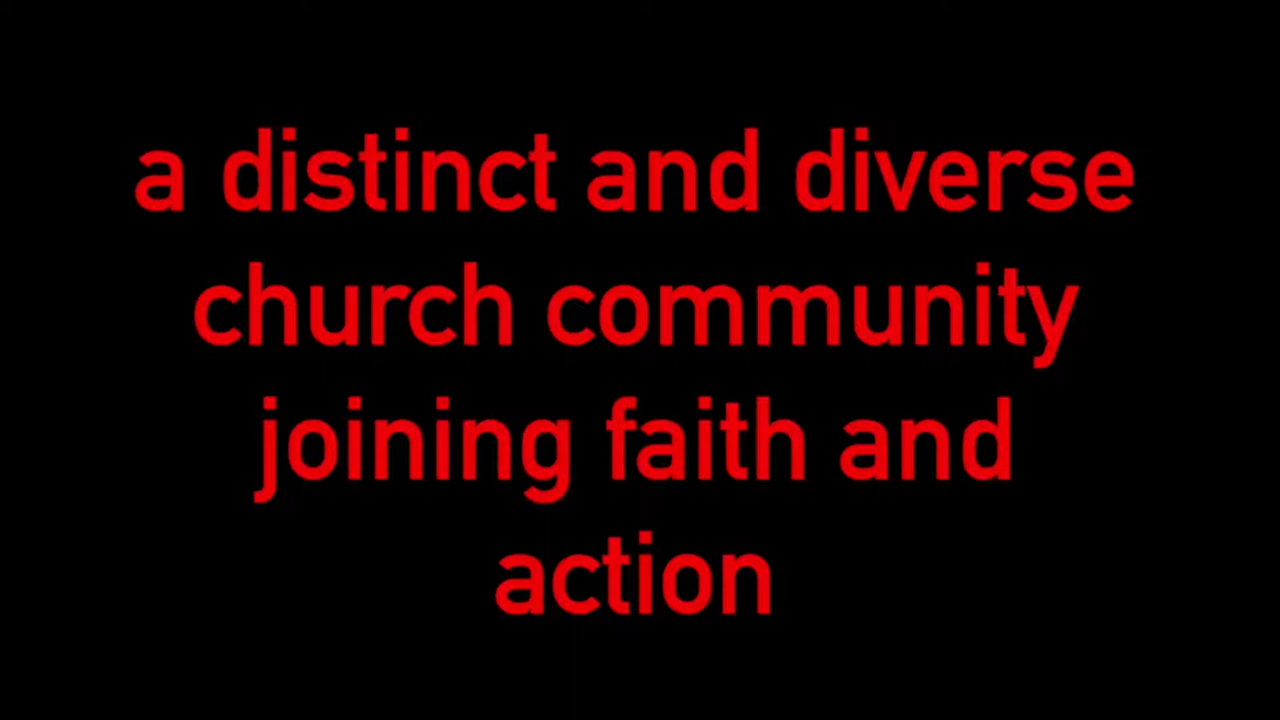 a distinct and diverse
church community
joining faith and
action